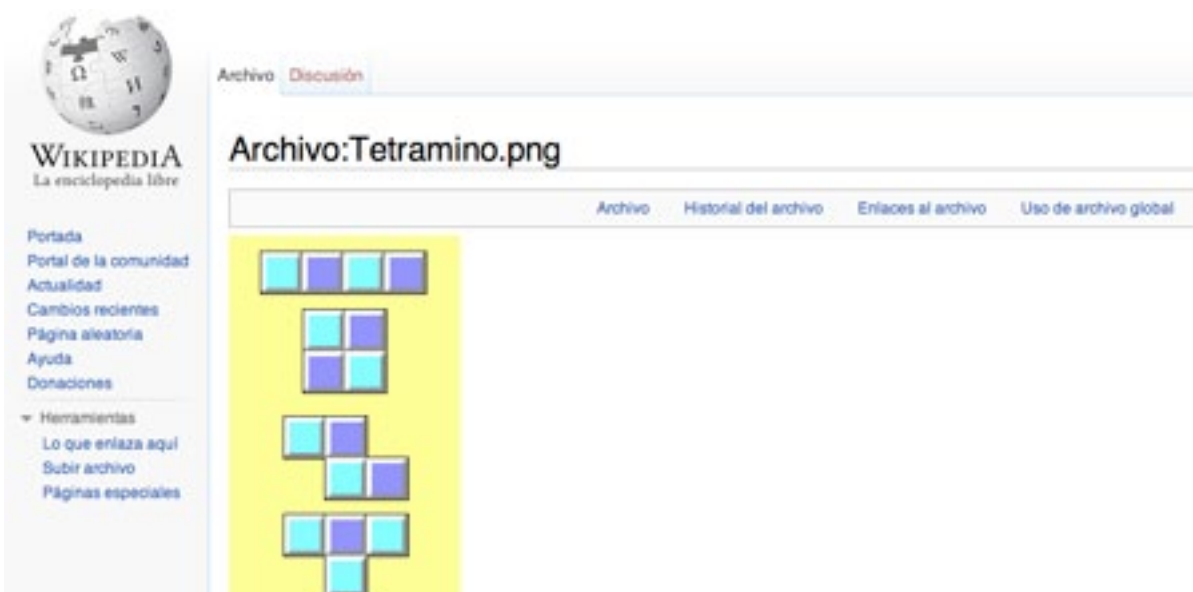 WIKIPEDIA
La enciclopedia libre
Archivo Discusión
Archivo:Tetramino.png
Archivo Historial del archivo Enlaces al archivo Uso de archivo global
Portada
Portal de la comunidad
Actualidad
Cambios recientes
Página aleatoria
Ayuda
Donaciones
Herramientas
Lo que enlaza aquí
Subir archivo
Páginas especiales